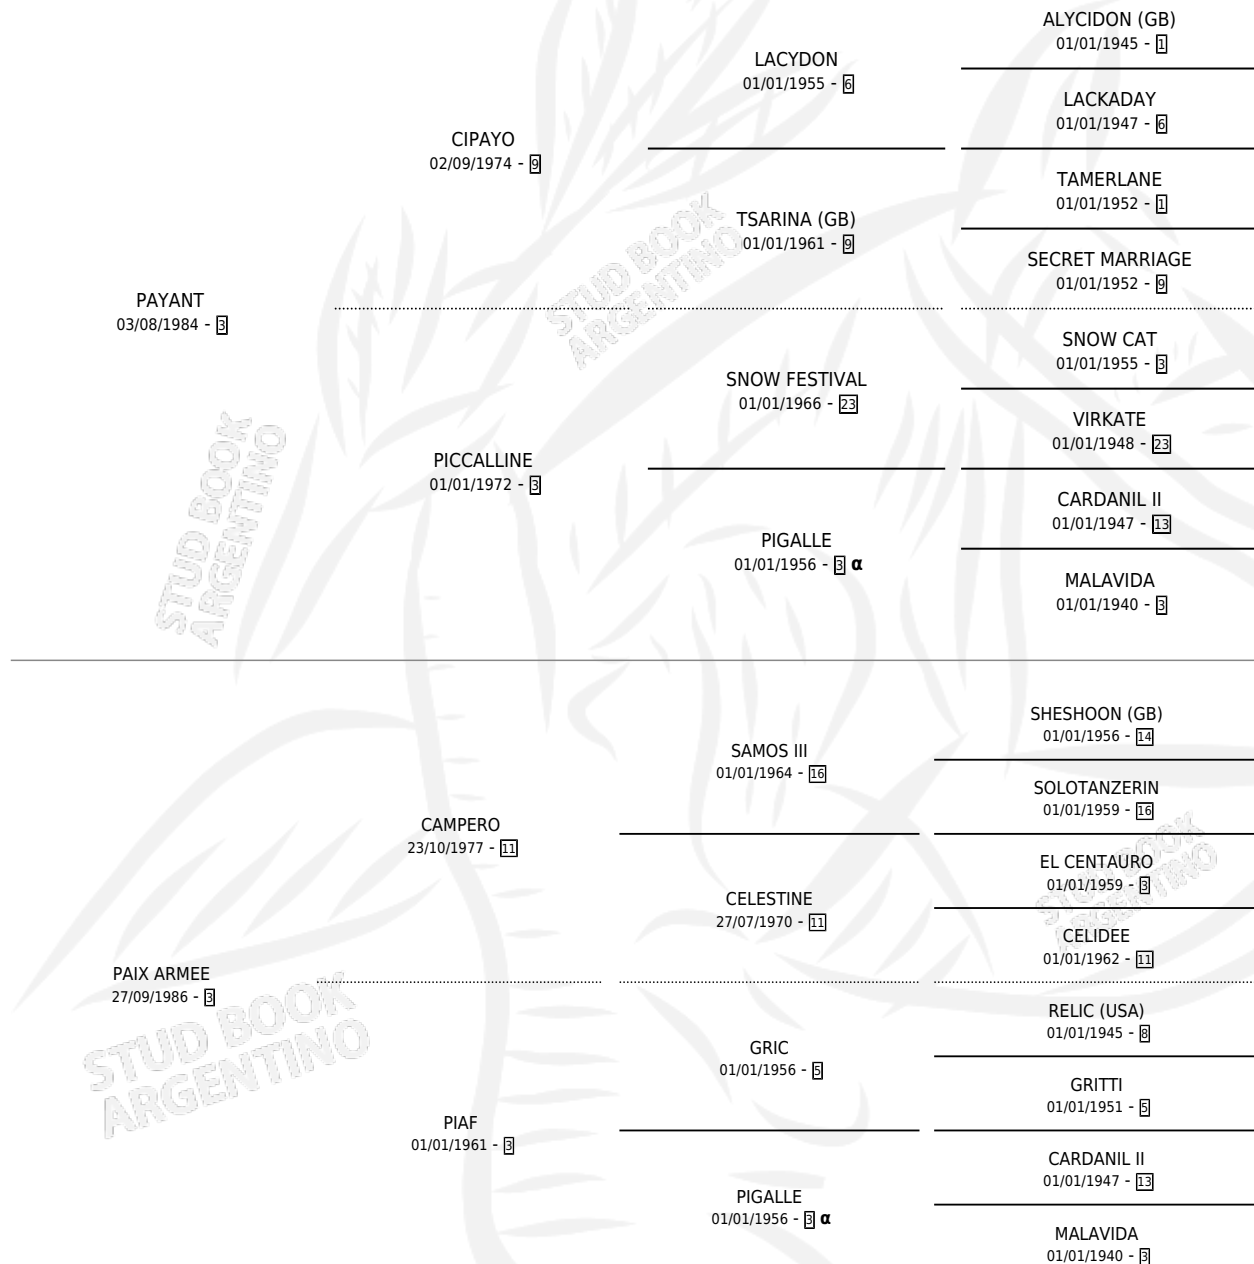 ALYCIDON (GB)
01/01/1945 - 1
LACYDON
01/01/1955 - 6
LACKADAY
01/01/1947 - 6
CIPAYO
02/09/1974 - 9
TAMERLANE
01/01/1952 - 1
TSARINA (GB)
01/01/1961 - 9
SECRET MARRIAGE
01/01/1952 - 9
PAYANT
03/08/1984 - 3
SNOW CAT
01/01/1955 - 3
SNOW FESTIVAL
01/01/1966 - 23
VIRKATE
01/01/1948 - 23
PICCALLINE
01/01/1972 - 3
CARDANIL II
01/01/1947 - 13
PIGALLE
01/01/1956 - 3 α
MALAVIDA
01/01/1940 - 3
STUD BOOK
ARGENTINO
STUD BOOK
ARGENTINO
SHESHOON (GB)
01/01/1956 - 14
SAMOS III
01/01/1964 - 16
SOLOTANZERIN
01/01/1959 - 16
CAMPERO
23/10/1977 - 11
EL CENTAURO
01/01/1959 - 3
CELESTINE
27/07/1970 - 11
CELIDEE
01/01/1962 - 11
PAIX ARMEE
27/09/1986 - 3
RELIC (USA)
01/01/1945 - 8
GRIC
01/01/1956 - 5
GRITTI
01/01/1951 - 5
PIAF
01/01/1961 - 3
CARDANIL II
01/01/1947 - 13
PIGALLE
01/01/1956 - 3 α
MALAVIDA
01/01/1940 - 3
STUD BOOK
ARGENTINO
STUD BOOK
ARGENTINO